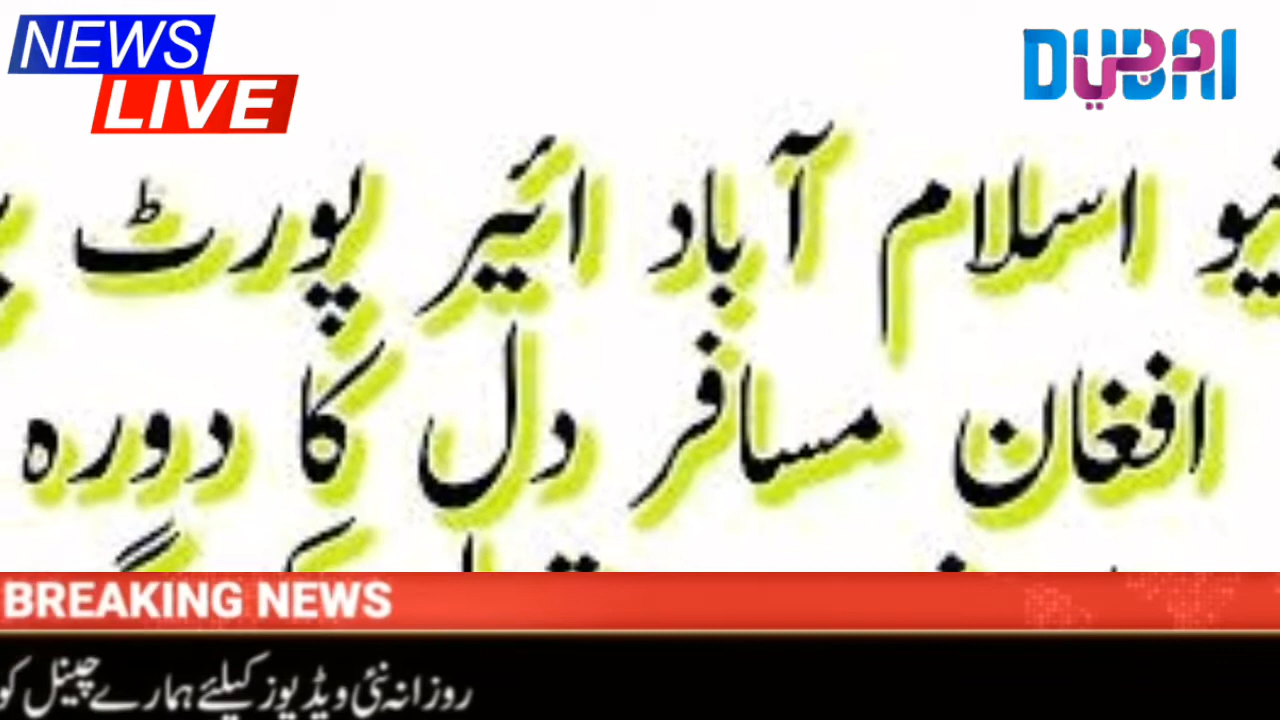 NEWS
LIVE
DUBAI
دبي
نیو اسلام آباد ائیر پورٹ
افغان مسافر دل کا دورہ
BREAKING NEWS
روزانہ نئی ویڈیوز کیلئے ہمارے چینل کو